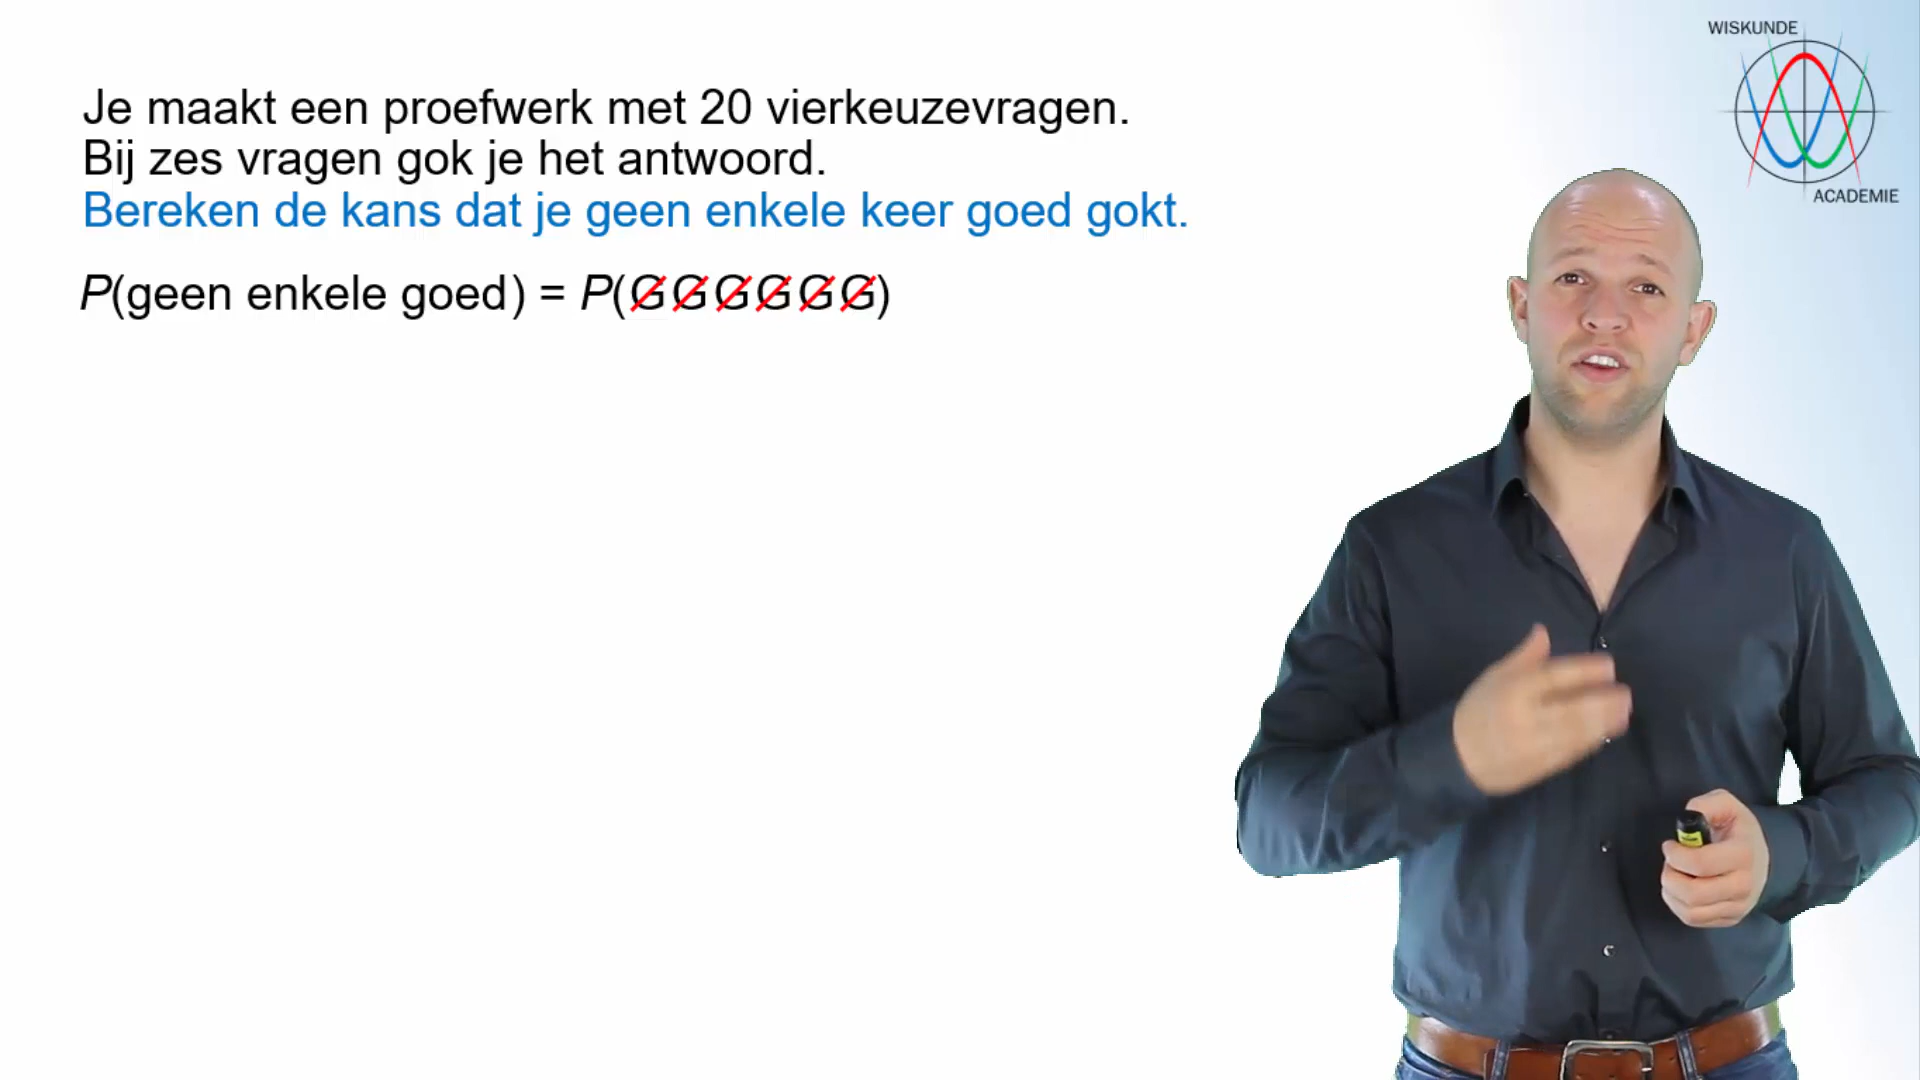 WISKUNDE
Je maakt een proefwerk met 20 vierkeuzevragen.
Bij zes vragen gok je het antwoord.
Bereken de kans dat je geen enkele keer goed gokt.
ACADEMIE
P(geen enkele goed) = P(G̸G̸G̸G̸G̸G̸)